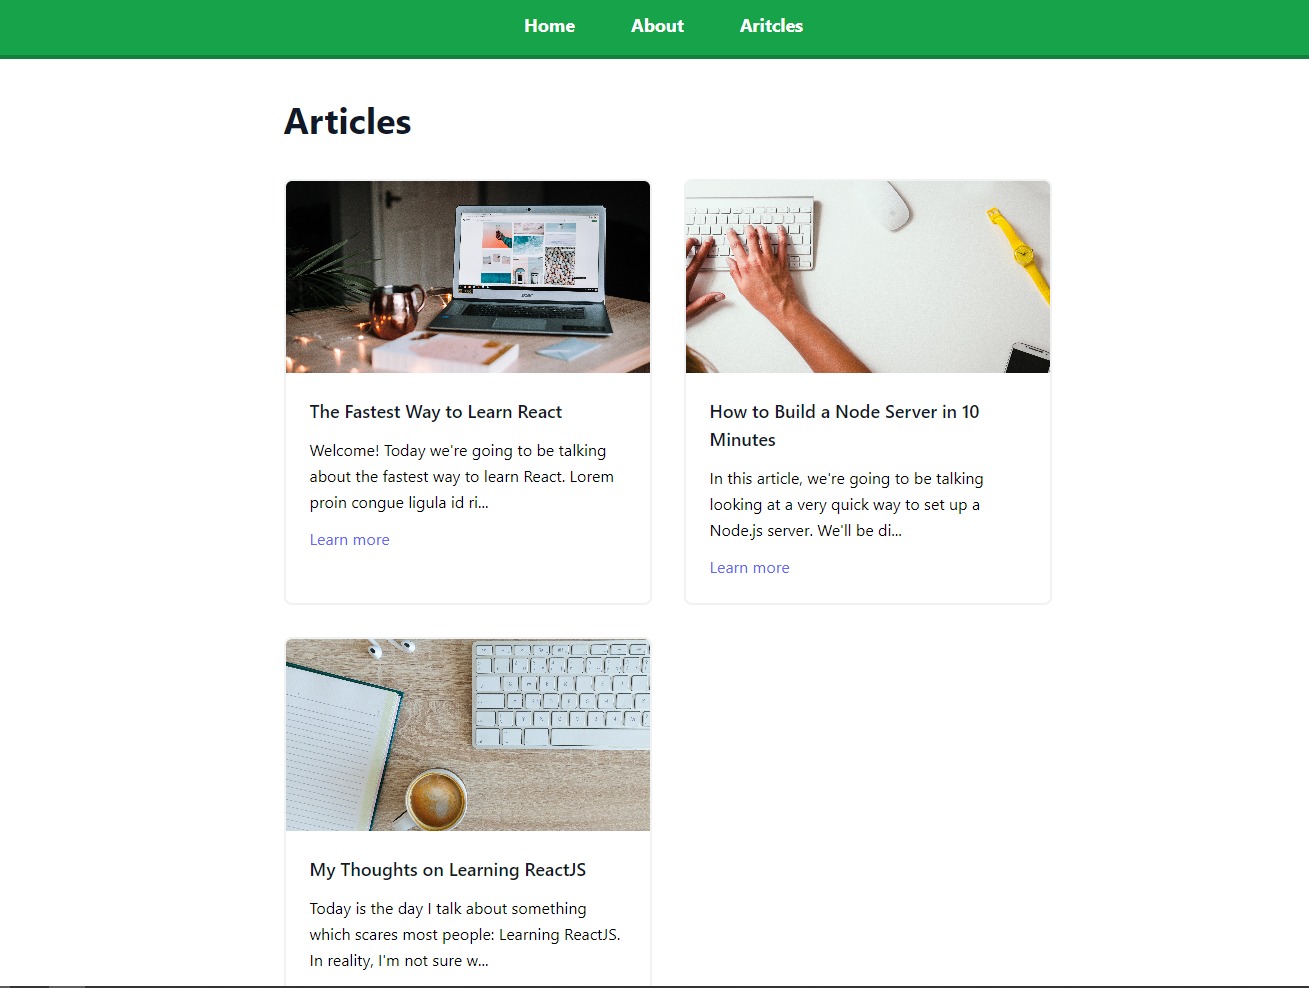 Home About Aritcles
Articles
The Fastest Way to Learn React
Welcome! Today we're going to be talking
about the fastest way to learn React. Lorem
proin congue ligula id ri...
Learn more
How to Build a Node Server in 10
Minutes
In this article, we're going to be talking
looking at a very quick way to set up a
Node.js server. We'll be di...
Learn more
My Thoughts on Learning ReactJS
Today is the day I talk about something
which scares most people: Learning ReactJS.
In reality, I'm not sure w...